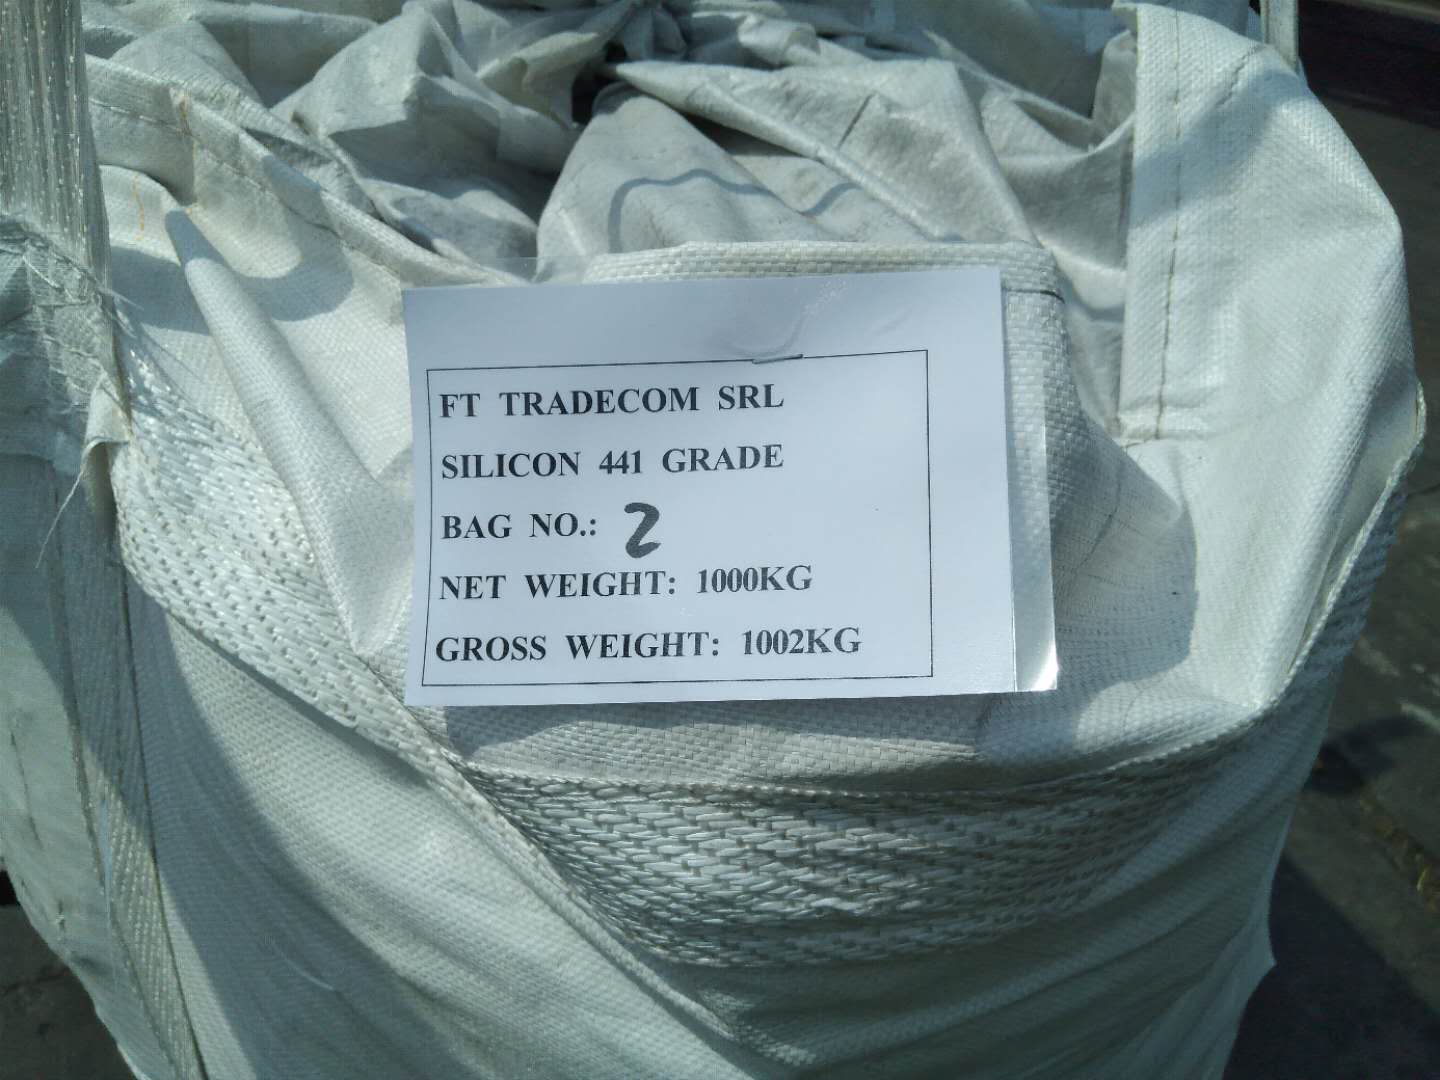 FT TRADECOM SRL
SILICON 441 GRADE
BAG NO.: 2
NET WEIGHT: 1000KG
GROSS WEIGHT: 1002KG